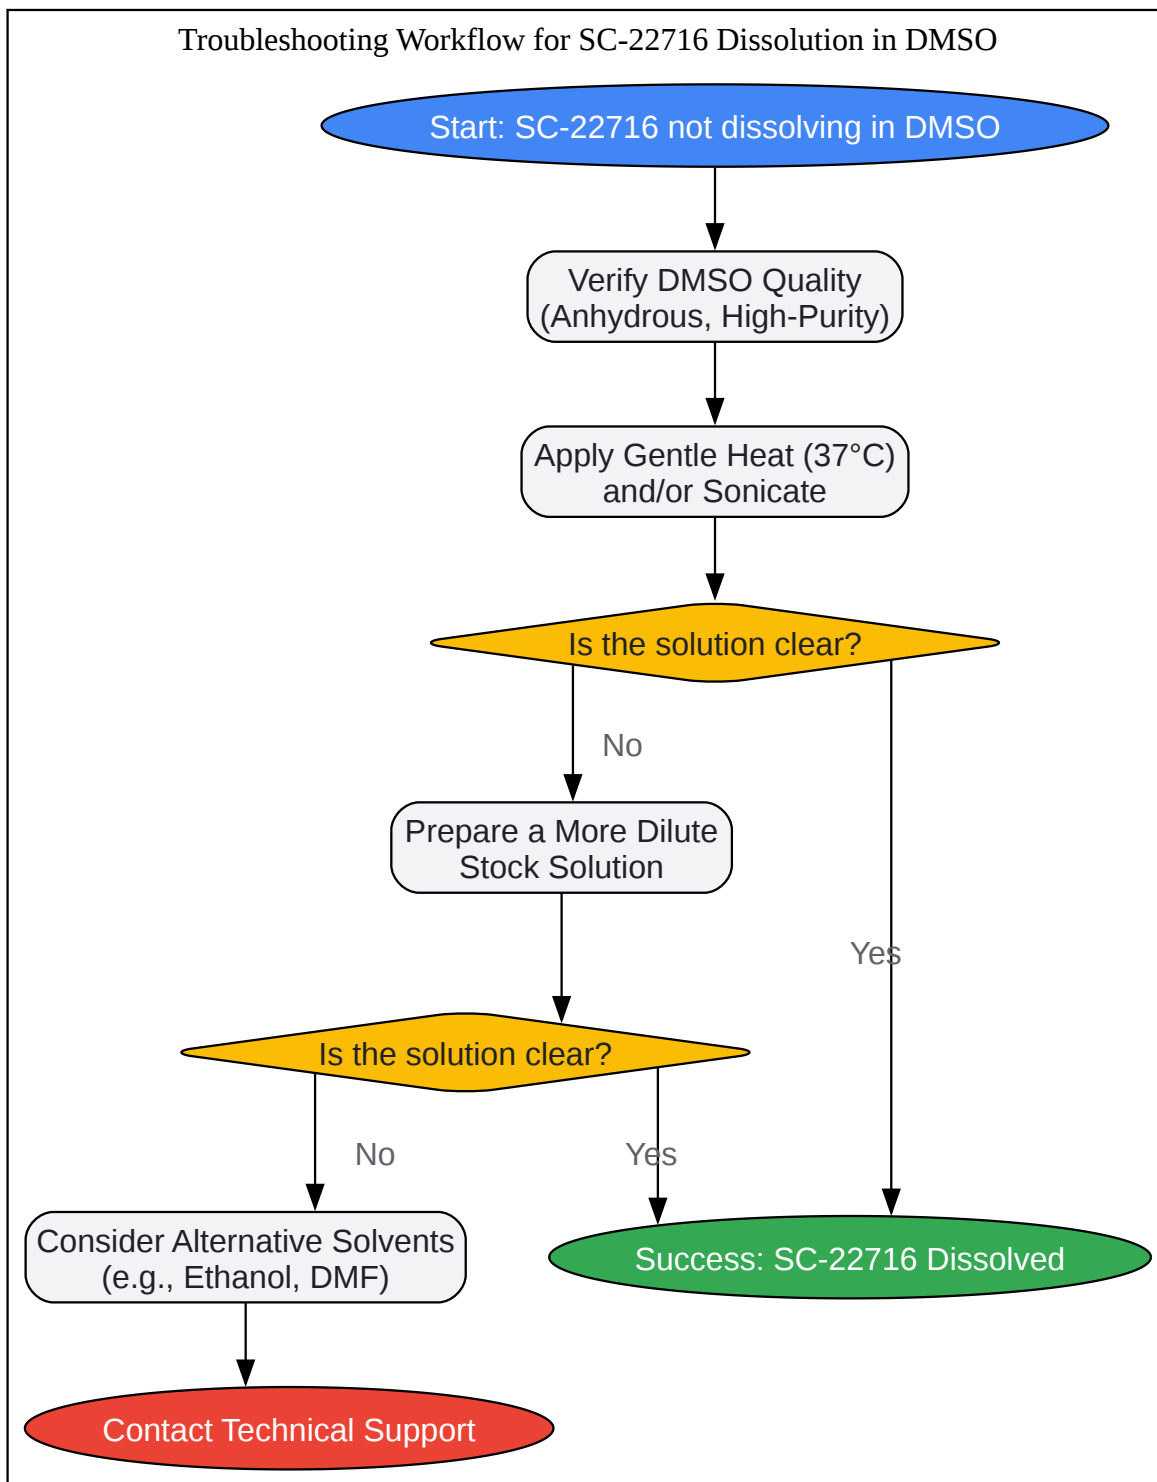 Troubleshooting Workflow for SC-22716 Dissolution in DMSO
Start: SC-22716 not dissolving in DMSO
Verify DMSO Quality
(Anhydrous, High-Purity)
Apply Gentle Heat (37°C)
and/or Sonicate
Is the solution clear?
No
Prepare a More Dilute
Stock Solution
Yes
Is the solution clear?
No
Yes
Consider Alternative Solvents
(e.g., Ethanol, DMF)
Success: SC-22716 Dissolved
Contact Technical Support